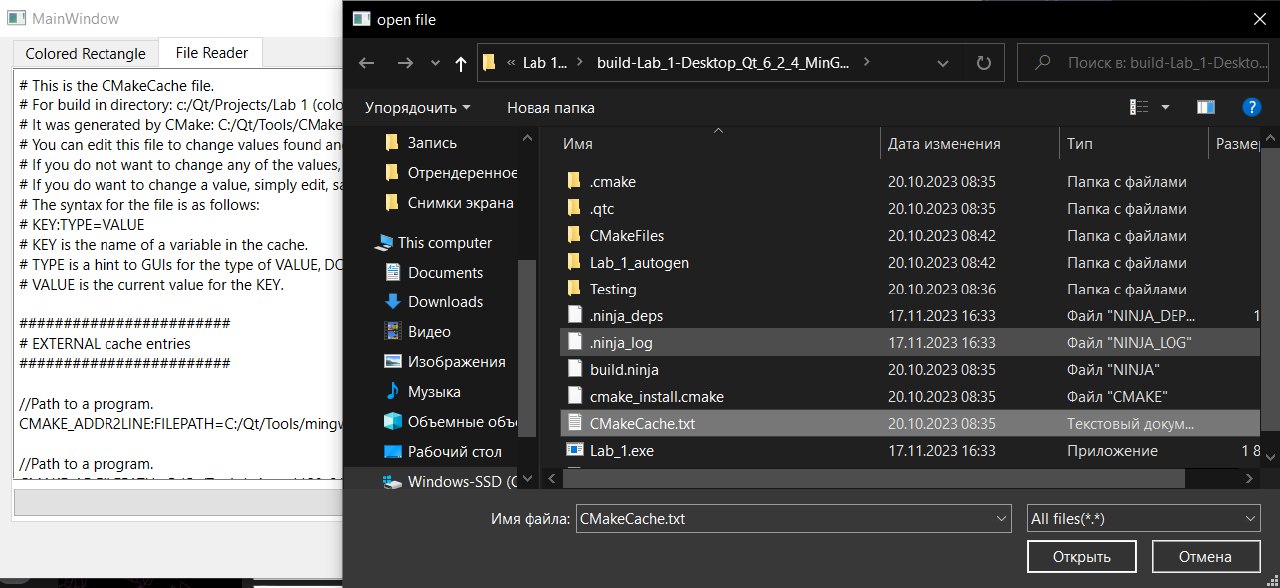 MainWindow
Colored Rectangle File Reader
# This is the CMakeCache file.
# For build in directory: c:/Qt/Projects/Lab 1 (colo
# It was generated by CMake: C:/Qt/Tools/CMake
# You can edit this file to change values found an
# If you do not want to change any of the values,
# If you do want to change a value, simply edit, sa
# The syntax for the file is as follows:
# KEY:TYPE=VALUE
# KEY is the name of a variable in the cache.
# TYPE is a hint to GUIs for the type of VALUE, DO
# VALUE is the current value for the KEY.
########################
# EXTERNAL cache entries
########################
//Path to a program.
CMAKE_ADDR2LINE:FILEPATH=C:/Qt/Tools/mingw
//Path to a program.
open file
« Lab 1... > build-Lab_1-Desktop_Qt_6_2_4_MinG... >
Поиск в: build-Lab_1-Deskto...
Упорядочить Новая папка
Запись
Отрендеренное
Снимки экрана
This computer
Documents
Downloads
Видео
Изображения
Музыка
Объемные объе
Рабочий стол
Windows-SSD (C
Имя Дата изменения Тип Разме
.cmake 20.10.2023 08:35 Папка с файлами
.qtc 20.10.2023 08:35 Папка с файлами
CMakeFiles 20.10.2023 08:42 Папка с файлами
Lab_1_autogen 20.10.2023 08:42 Папка с файлами
Testing 20.10.2023 08:36 Папка с файлами
.ninja_deps 17.11.2023 16:33 Файл "NINJA_DEP... 1
.ninja_log 17.11.2023 16:33 Файл "NINJA_LOG"
build.ninja 20.10.2023 08:35 Файл "NINJA"
cmake_install.cmake 20.10.2023 08:35 Файл "CMAKE"
CMakeCache.txt 20.10.2023 08:35 Текстовый докум...
Lab_1.exe 17.11.2023 16:33 Приложение 1 8
Имя файла: CMakeCache.txt All files(*.*)
Открыть Отмена